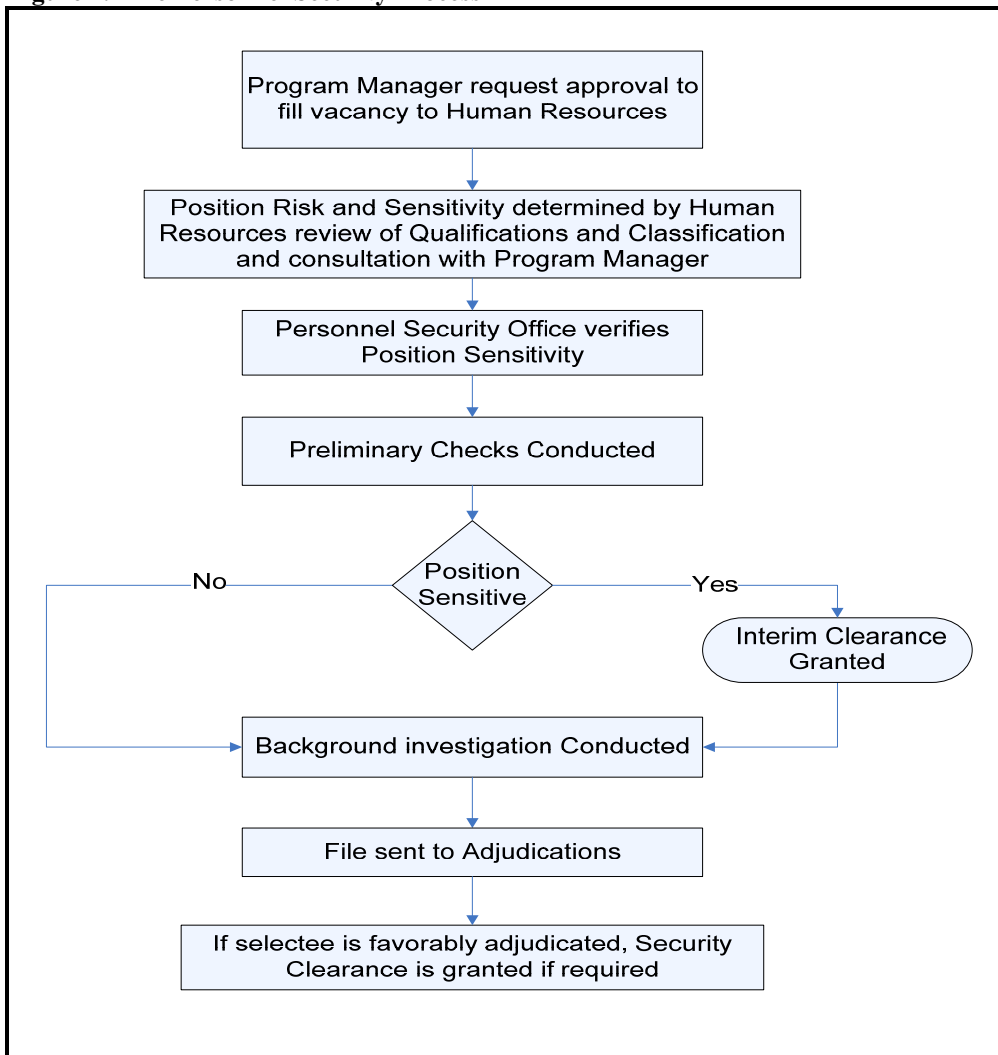 Program Manager request approval to
fill vacancy to Human Resources
Position Risk and Sensitivity determined by Human
Resources review of Qualifications and Classification
and consultation with Program Manager
Personnel Security Office verifies
Position Sensitivity
Preliminary Checks Conducted
Position
Sensitive
No
Yes
Interim Clearance
Granted
Background investigation Conducted
File sent to Adjudications
If selectee is favorably adjudicated, Security
Clearance is granted if required